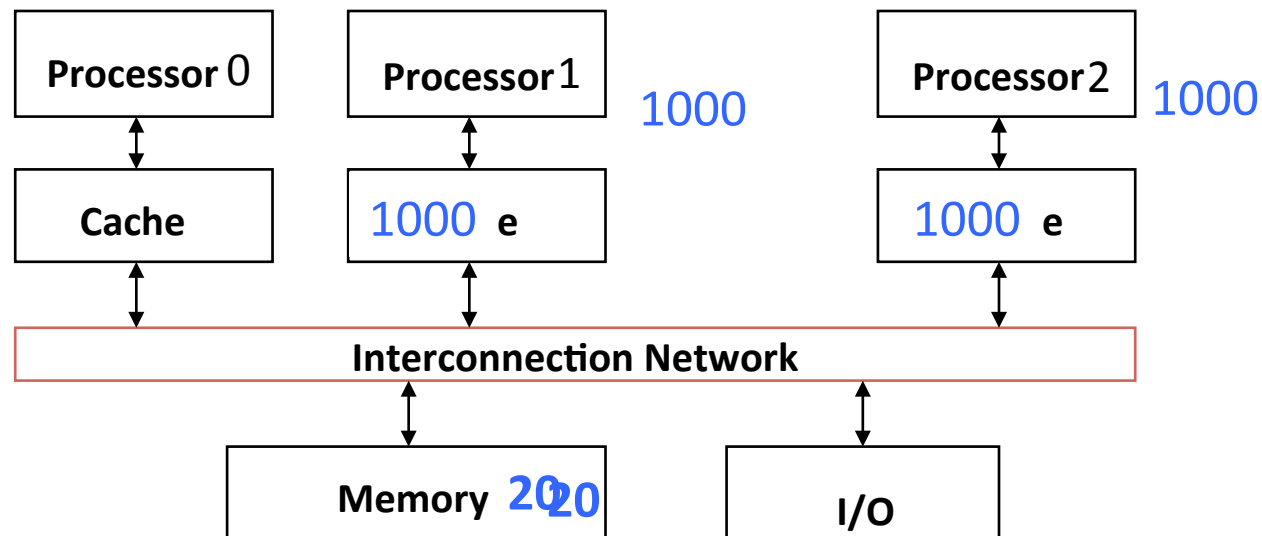 Processor 0
Processor 1
1000
Processor 2
1000
Cache
1000 e
1000 e
Interconnection Network
Memory 20 20
I/O